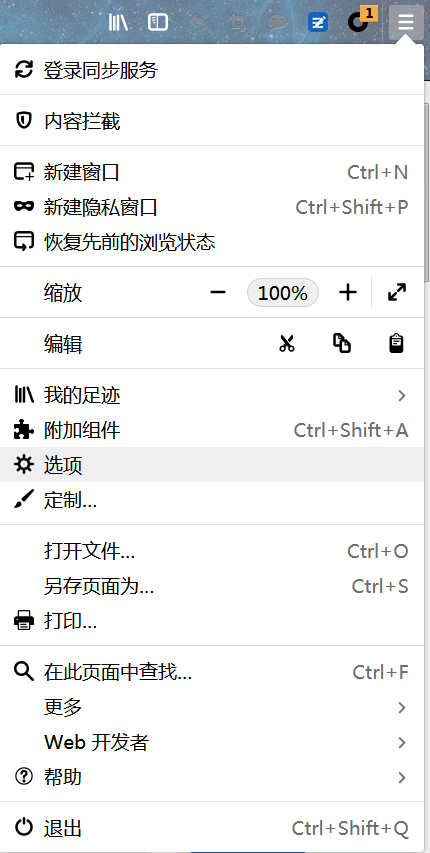 1
登录同步服务
内容拦截
新建窗口 Ctrl+N
新建隐私窗口 Ctrl+Shift+P
恢复先前的浏览状态
缩放 100%
编辑
我的足迹
附加组件 Ctrl+Shift+A
选项
定制...
打开文件... Ctrl+O
另存页面为... Ctrl+S
打印...
在此页面中查找... Ctrl+F
更多
Web 开发者
帮助
退出 Ctrl+Shift+Q